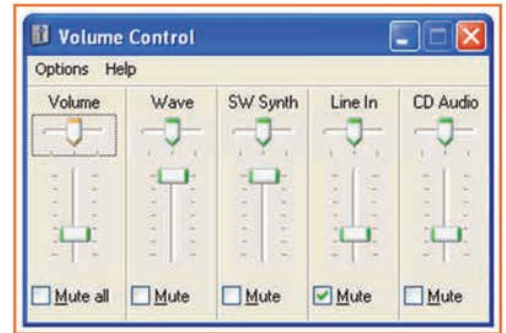 Volume Control
Options Help
Volume Wave SW Synth Line In CD Audio
Mute all Mute Mute Mute Mute